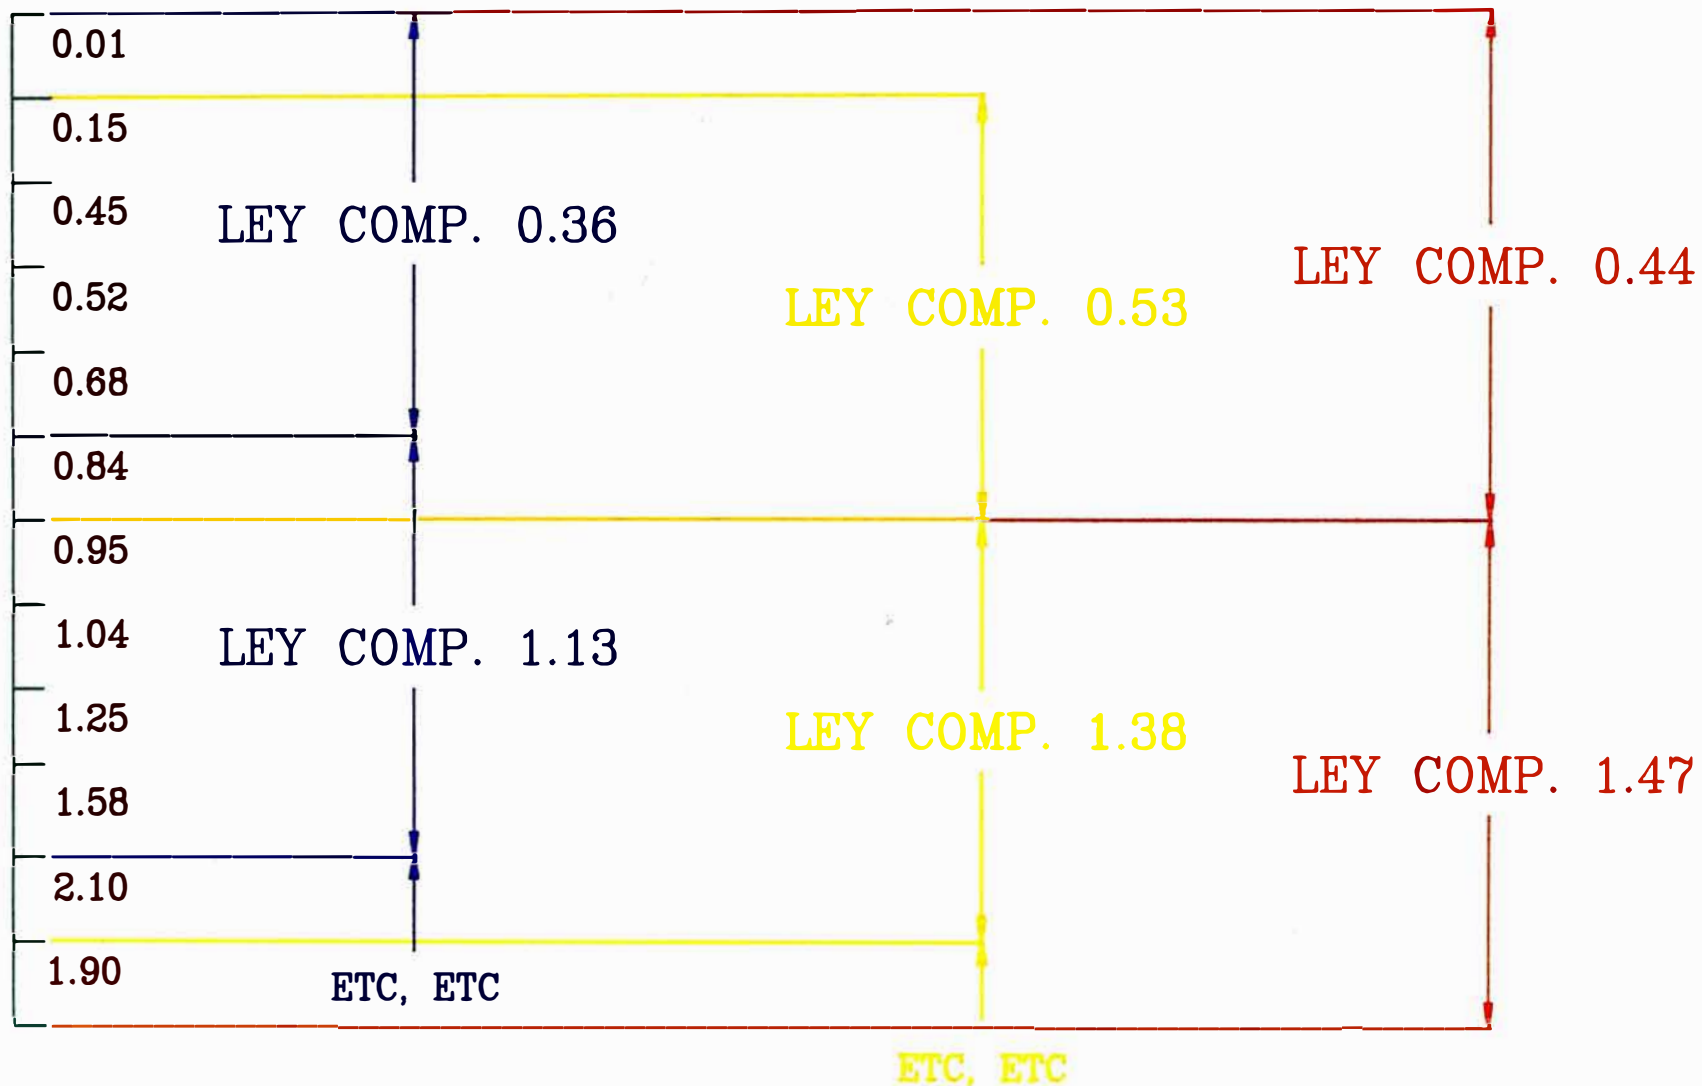 0.01
0.15
0.45
LEY COMP. 0.36
LEY COMP. 0.44
0.52
LEY COMP. 0.53
0.68
0.84
0.95
1.04
LEY COMP. 1.13
1.25
LEY COMP. 1.38
LEY COMP. 1.47
1.58
2.10
1.90
ETC, ETC
ETC, ETC